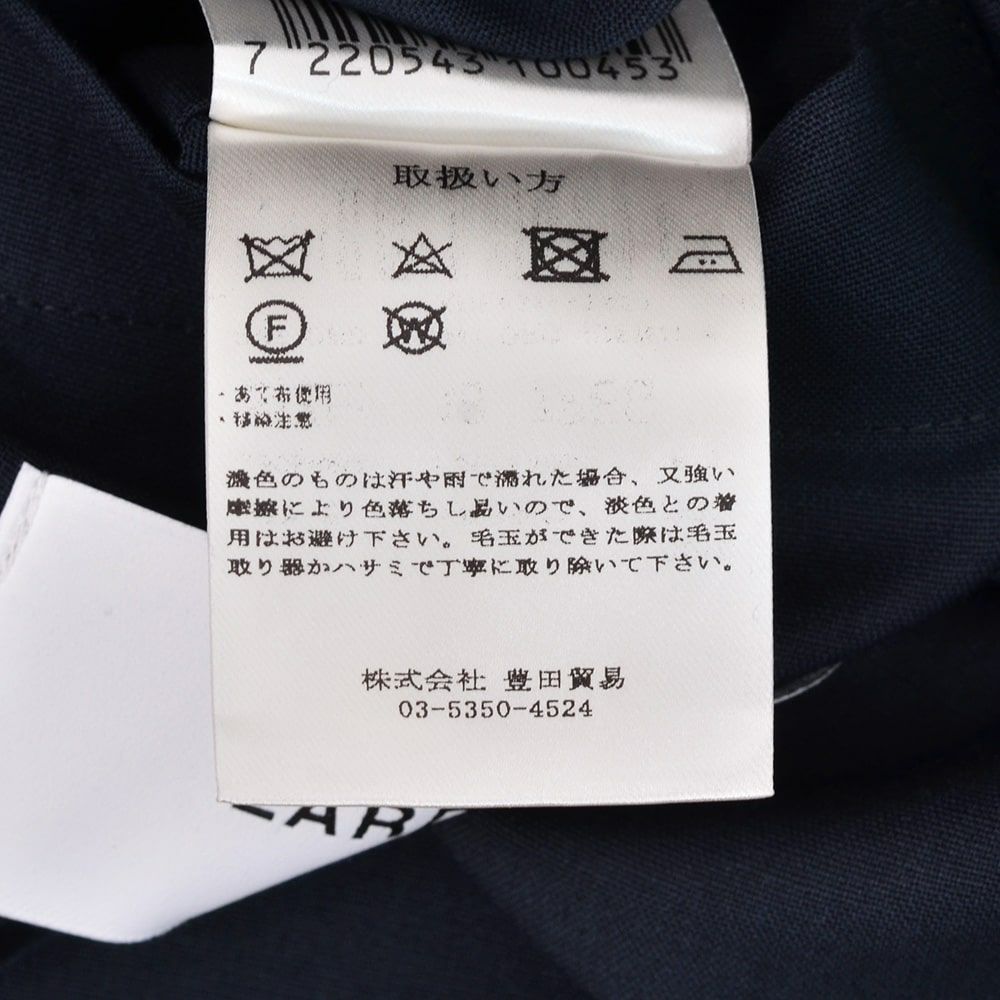 7 220543 100453
取扱い方
F
W
・あて布使用
・移染注意
濃色のものは汗や雨で濡れた場合、又強い
摩擦により色落ちし易いので、淡色との着
用はお避け下さい。毛玉ができた際は毛玉
取り器かハサミで丁寧に取り除いて下さい。
株式会社 豊田貿易
03-5350-4524